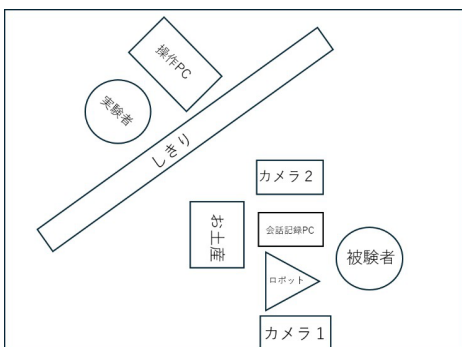 操作PC
実験者
しきり
カメラ２
お土産
会話記録PC
被験者
ロボット
カメラ１